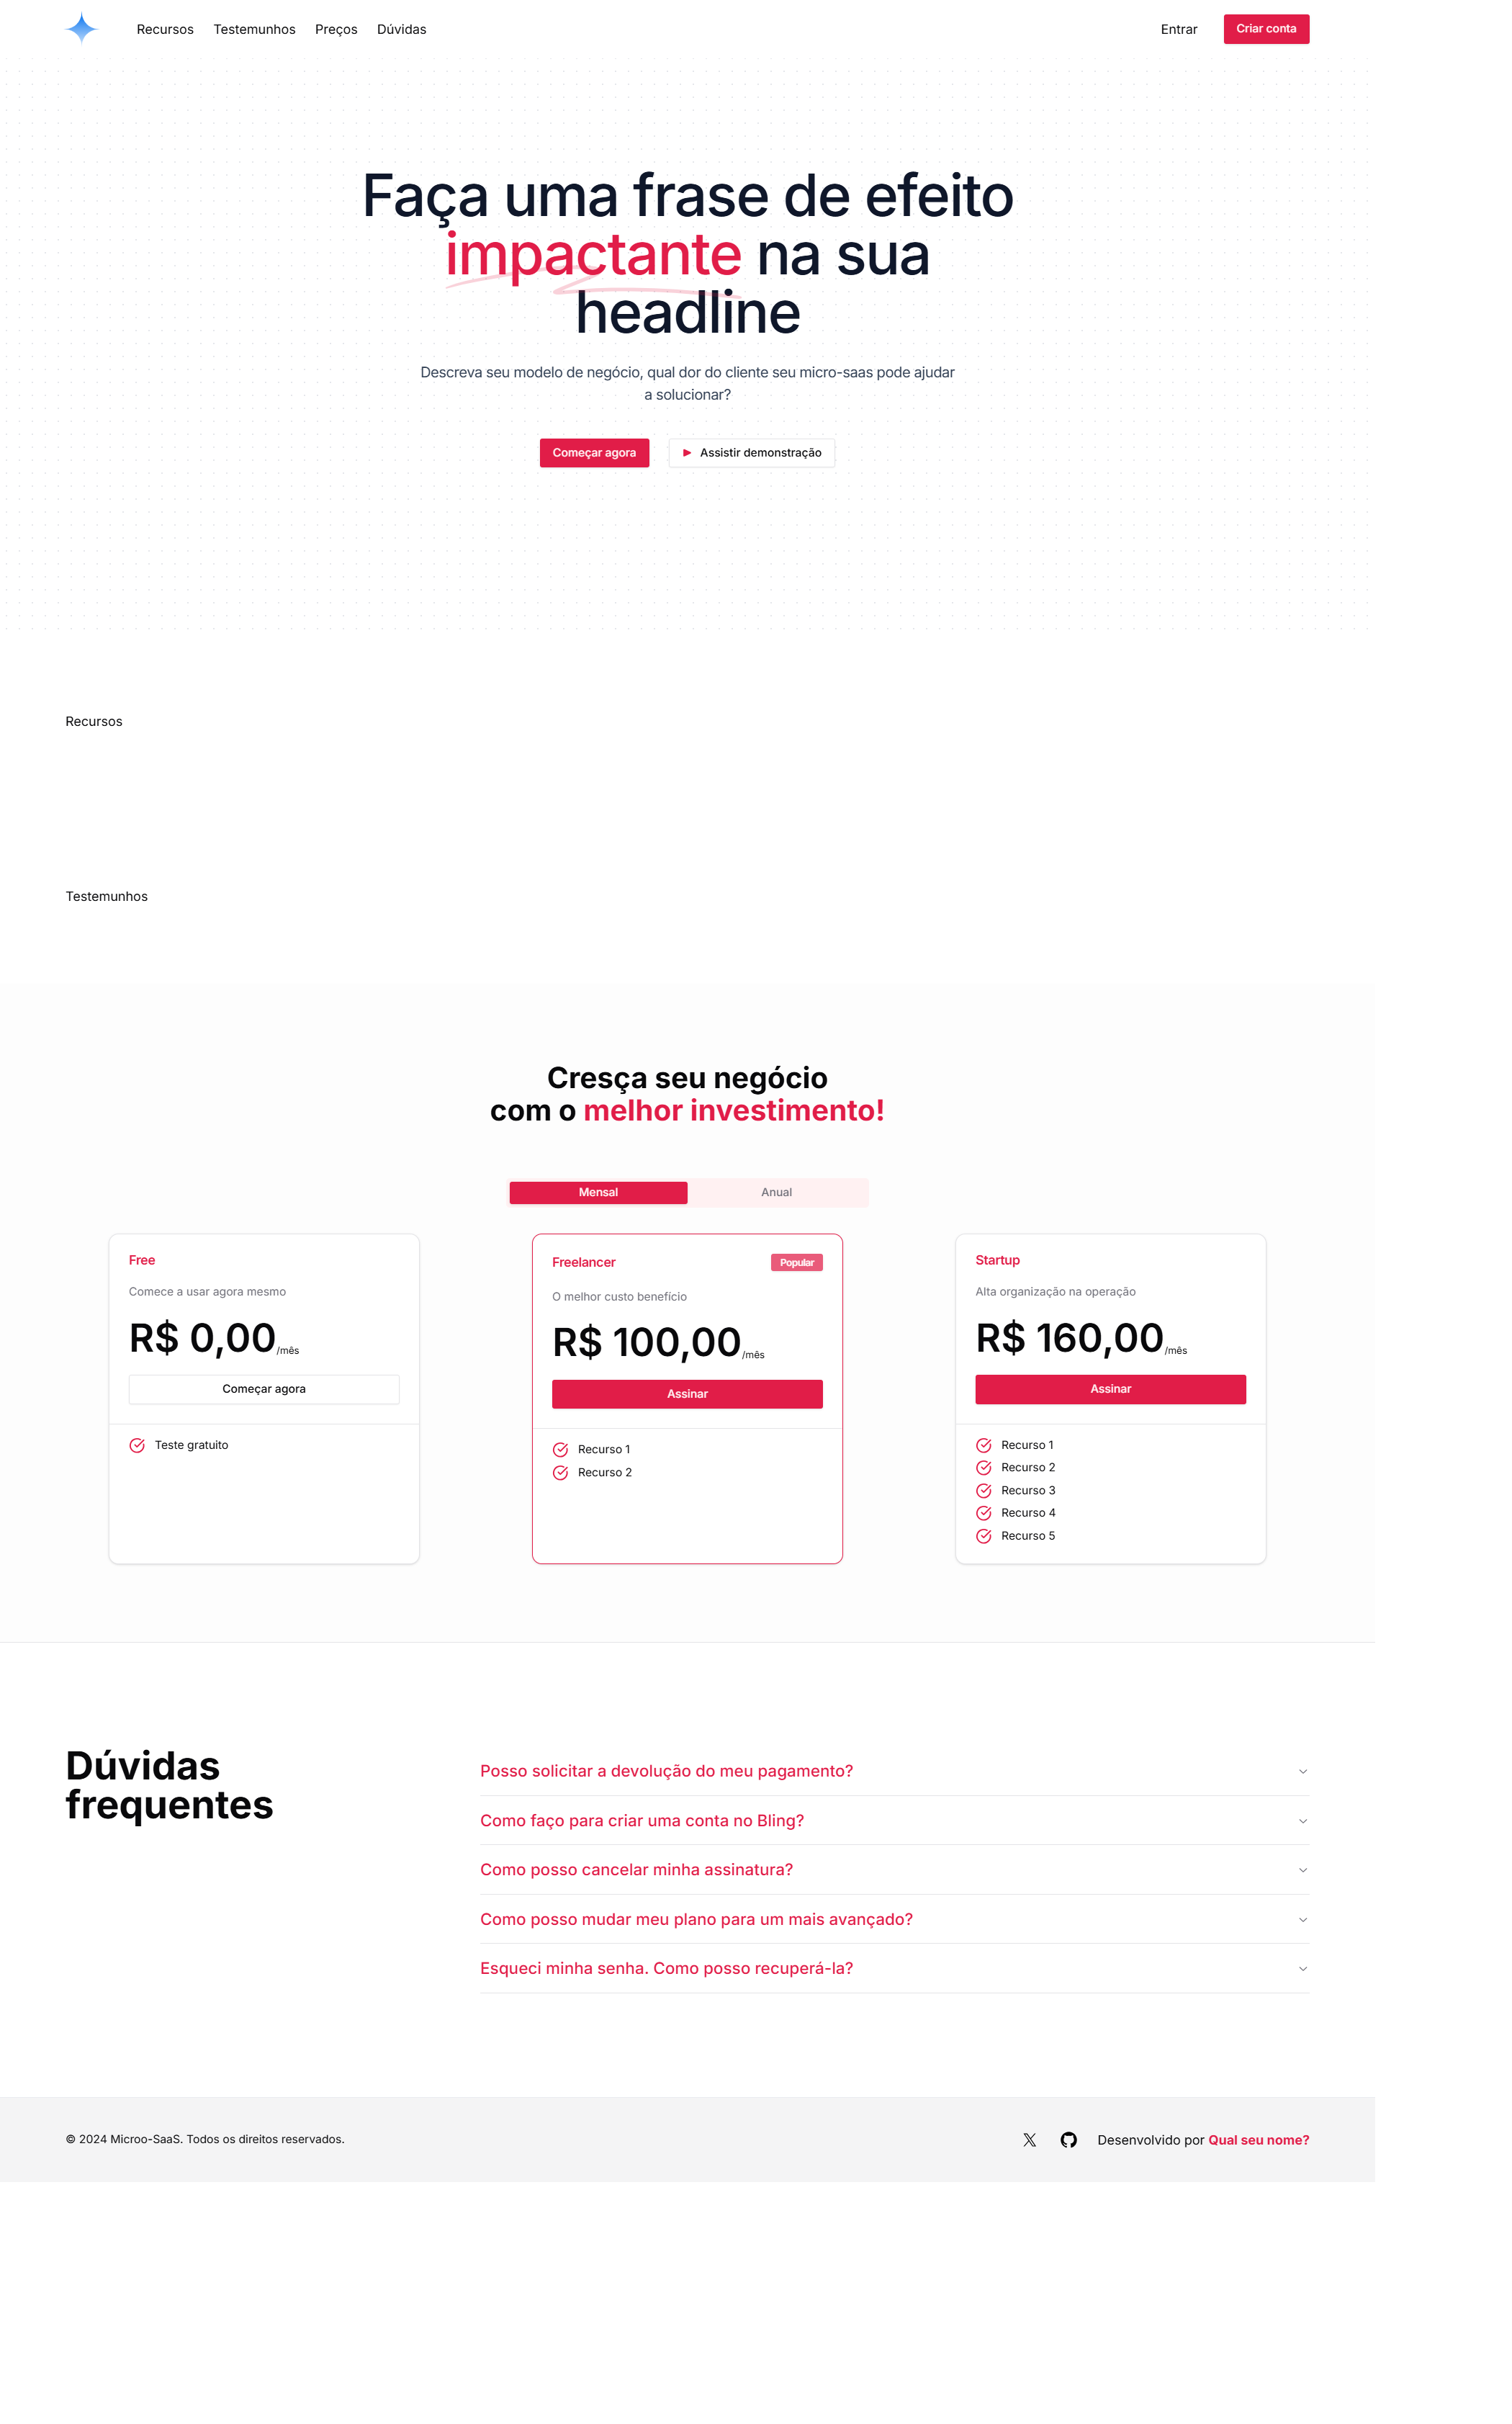 Recursos Testemunhos Preços Dúvidas Entrar Criar conta
Faça uma frase de efeito
impactante na sua
headline
Descreva seu modelo de negócio, qual dor do cliente seu micro-saas pode ajudar
a solucionar?
Começar agora Assistir demonstração
Recursos
Testemunhos
Cresça seu negócio
com o melhor investimento!
Mensal Anual
Free
Comece a usar agora mesmo
R$ 0,00/mês
Começar agora
Teste gratuito
Freelancer Popular
O melhor custo benefício
R$ 100,00/mês
Assinar
Recurso 1
Recurso 2
Startup
Alta organização na operação
R$ 160,00/mês
Assinar
Recurso 1
Recurso 2
Recurso 3
Recurso 4
Recurso 5
Dúvidas
frequentes
Posso solicitar a devolução do meu pagamento?
Como faço para criar uma conta no Bling?
Como posso cancelar minha assinatura?
Como posso mudar meu plano para um mais avançado?
Esqueci minha senha. Como posso recuperá-la?
© 2024 Microo-SaaS. Todos os direitos reservados.
Desenvolvido por Qual seu nome?